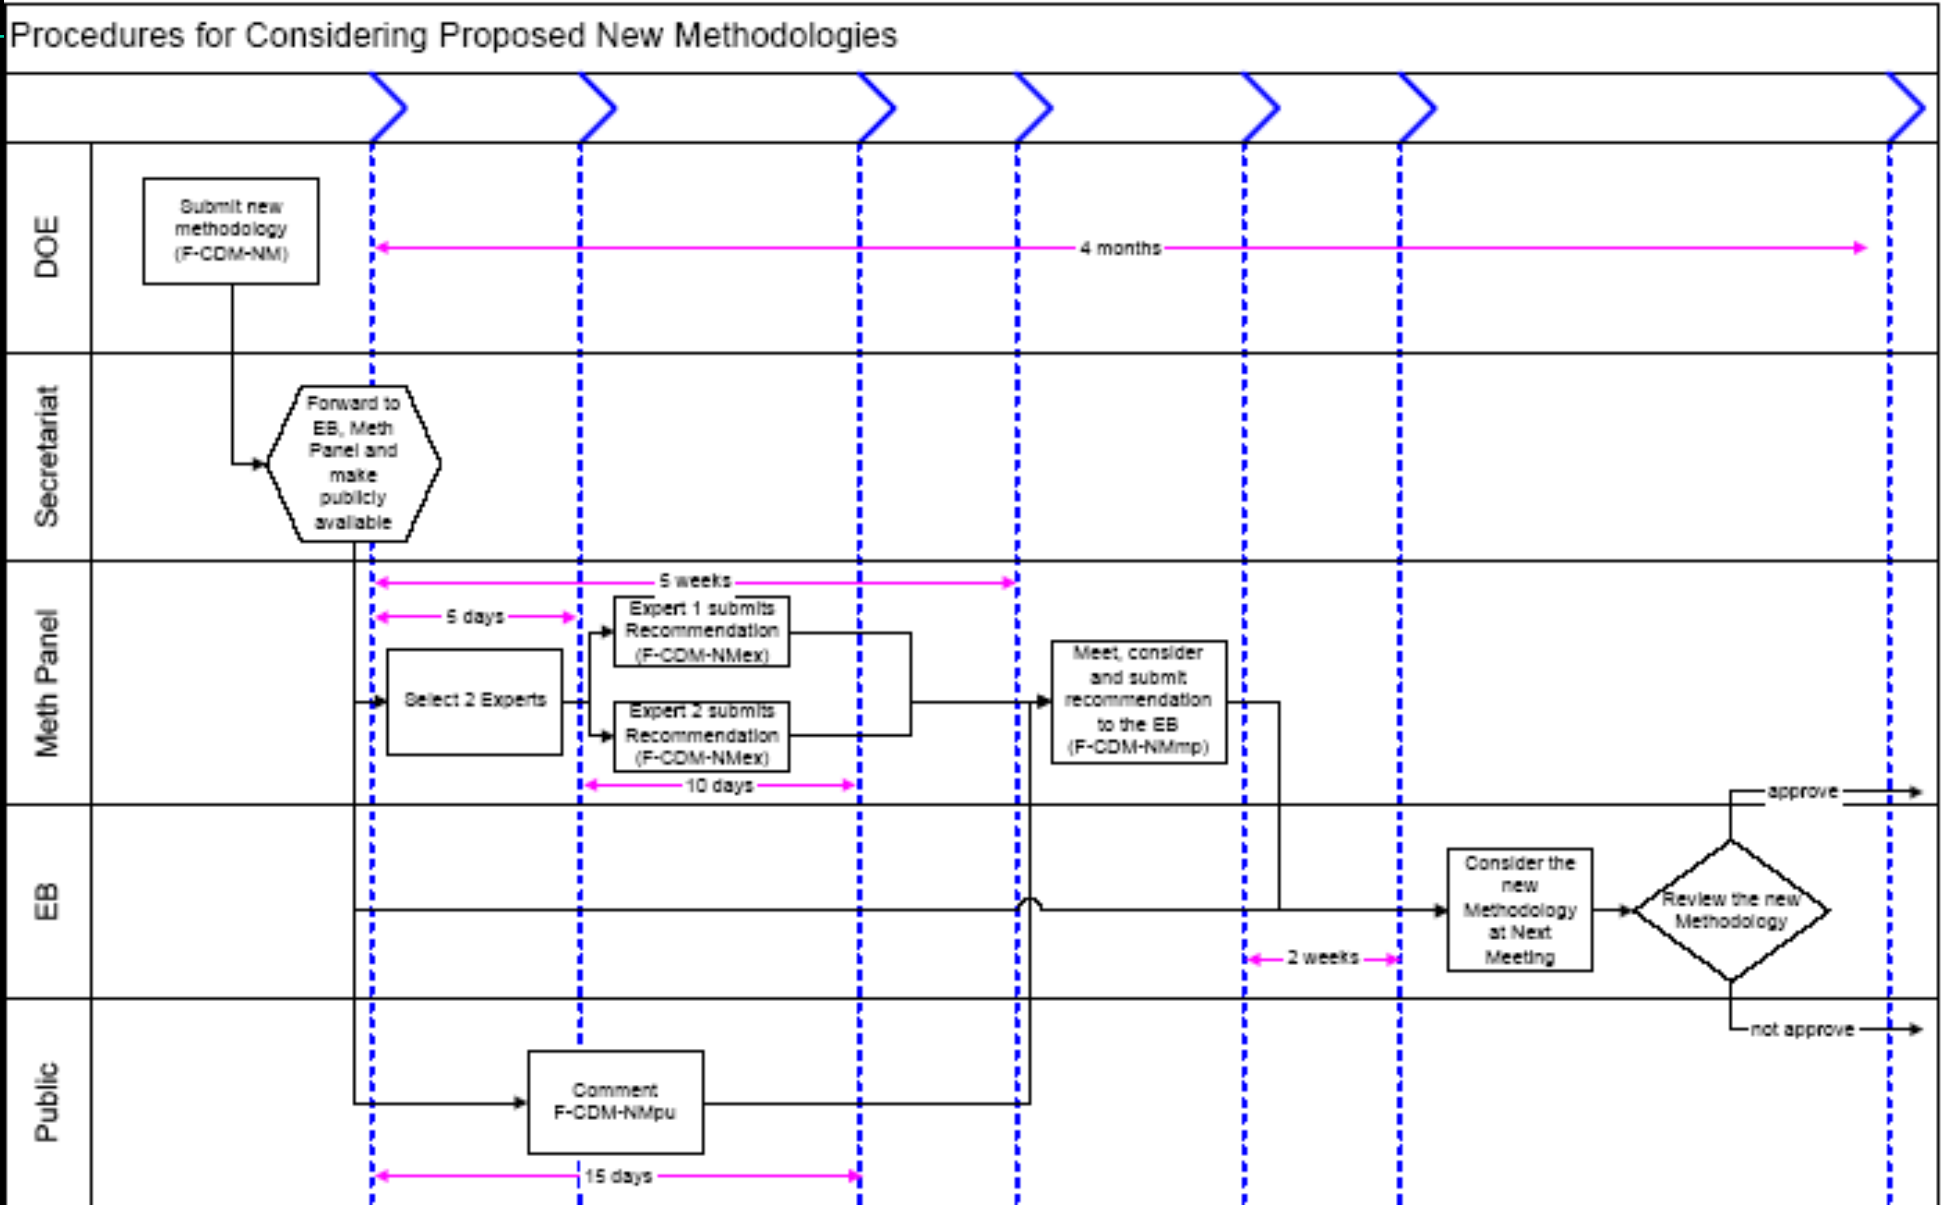 Procedures for Considering Proposed New Methodologies
DOE
Submit new
methodology
(F-CDM-NM)
4 months
Secretariat
Forward to
EB, Meth
Panel and
make
publicly
available
Meth Panel
5 weeks
5 days
Select 2 Experts
Expert 1 submits
Recommendation
(F-CDM-NMex)
Expert 2 submits
Recommendation
(F-CDM-NMex)
10 days
Meet, consider
and submit
recommendation
to the EB
(F-CDM-NMmp)
approve
EB
2 weeks
Consider the
new
Methodology
at Next
Meeting
Review the new
Methodology
not approve
Public
Comment
F-CDM-NMpu
15 days